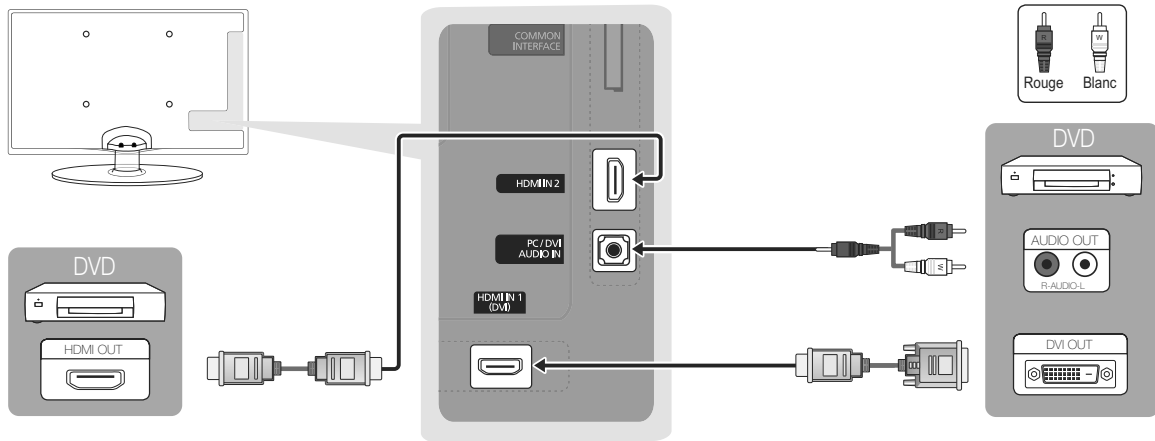 COMMON
INTERFACE
R
W
Rouge
Blanc
DVD
HDMI IN 2
PC / DVI
AUDIO IN
R
W
AUDIO OUT
R-AUDIO-L
DVD
HDMI OUT
HDMI IN 1
(DVI)
DVI OUT